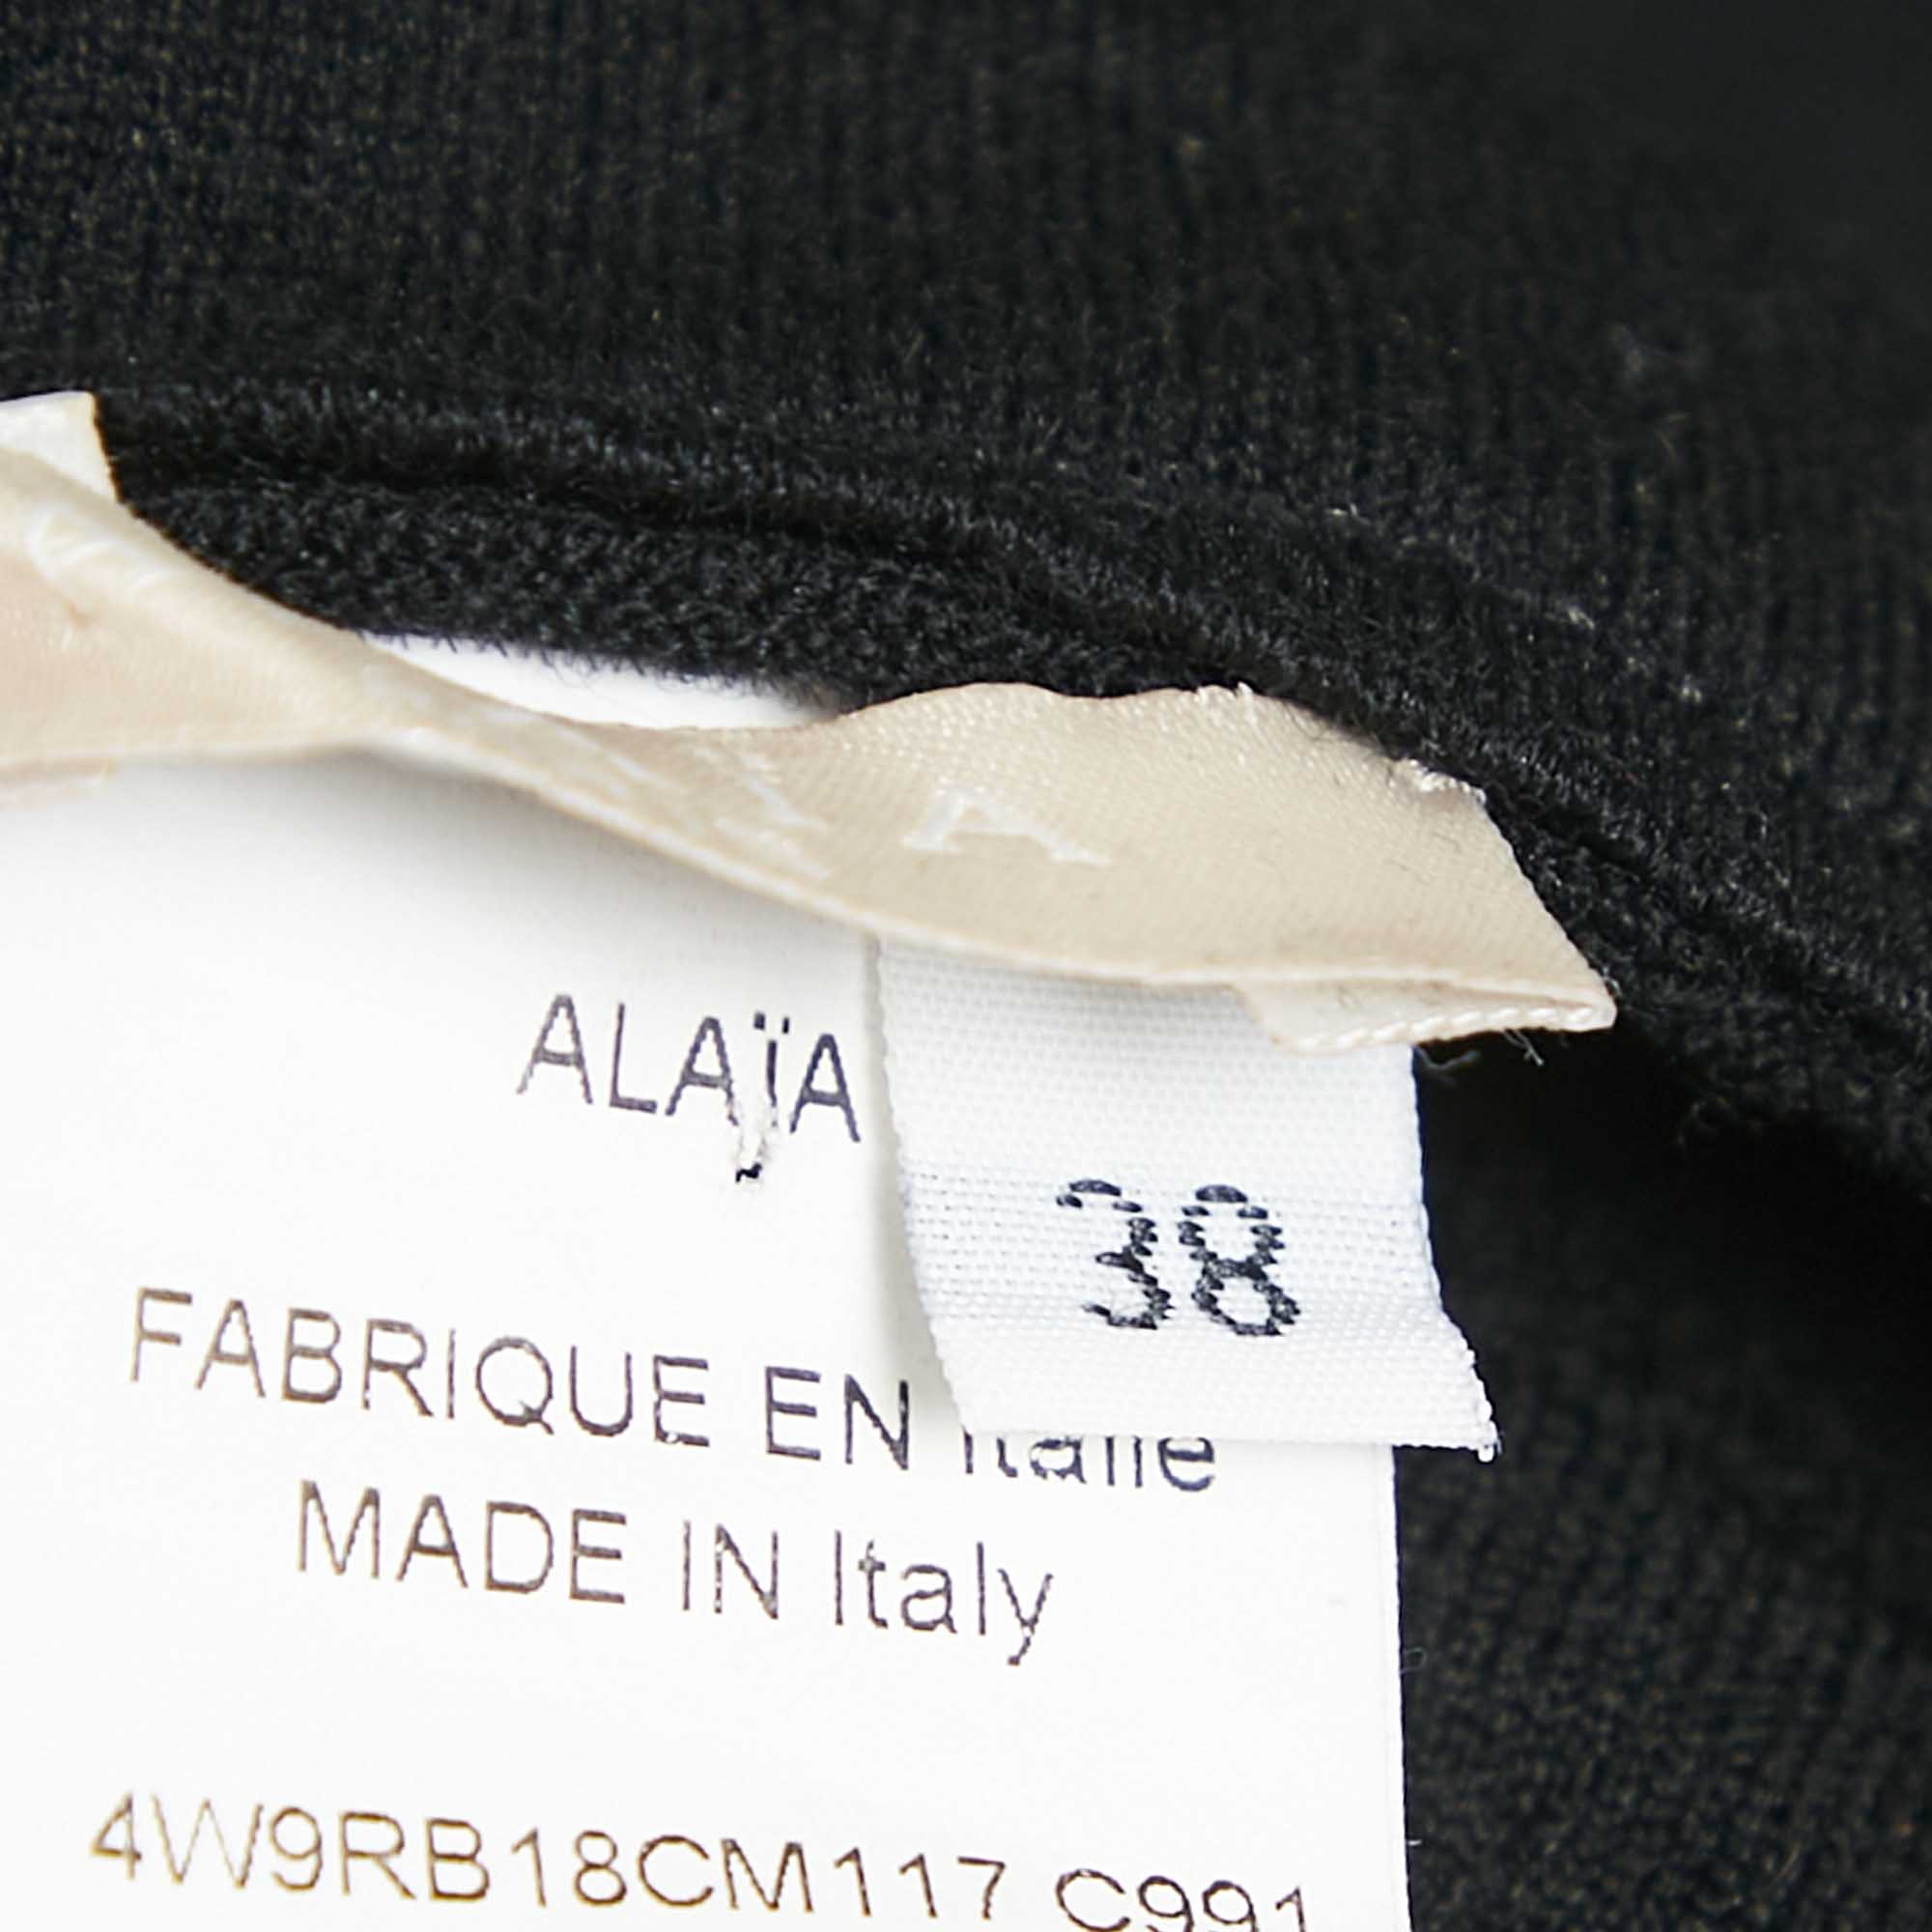 ALAÏA
38
FABRIQUE EN Italie
MADE IN Italy
4W9RB18CM117 C991